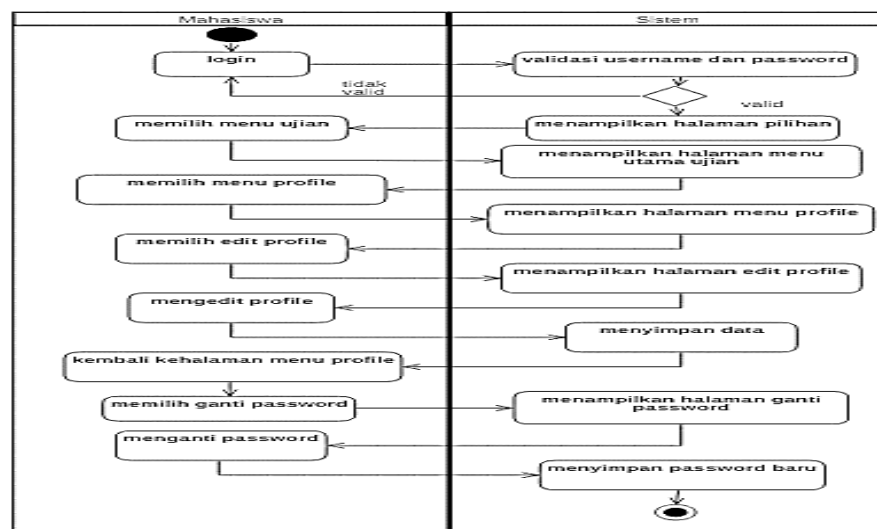 Mahasiswa
Sistem
login
validasi username dan password
tidak
valid
valid
memilih menu ujian
menampilkan halaman pilihan
menampilkan halaman menu
utama ujian
memilih menu profile
menampilkan halaman menu profile
memilih edit profile
menampilkan halaman edit profile
mengedit profile
menyimpan data
kembali kehalaman menu profile
memilih ganti password
menampilkan halaman ganti
password
menganti password
menyimpan password baru